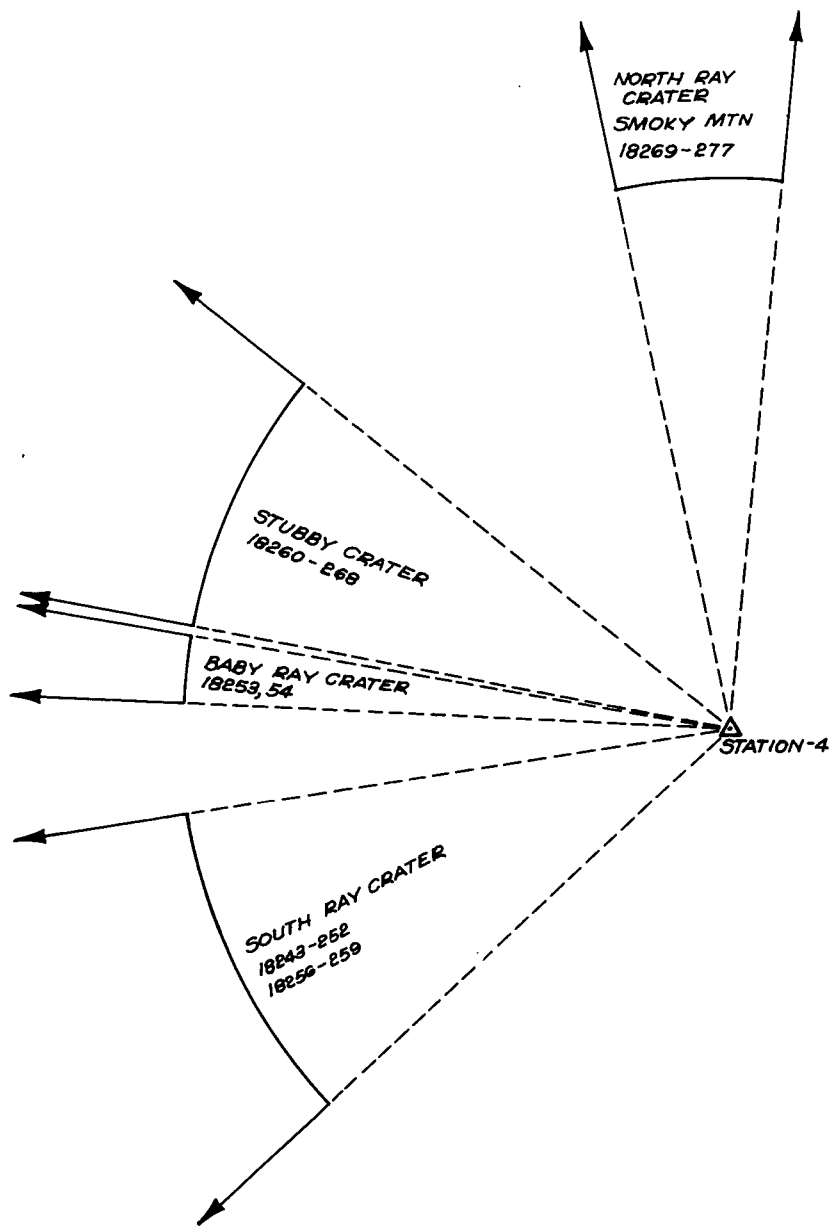 NORTH RAY
CRATER
SMOKY MTN
18269-277
STUBBY CRATER
18260-268
BABY RAY CRATER
18253, 54
STATION-4
SOUTH RAY CRATER
18243-252
18256-259